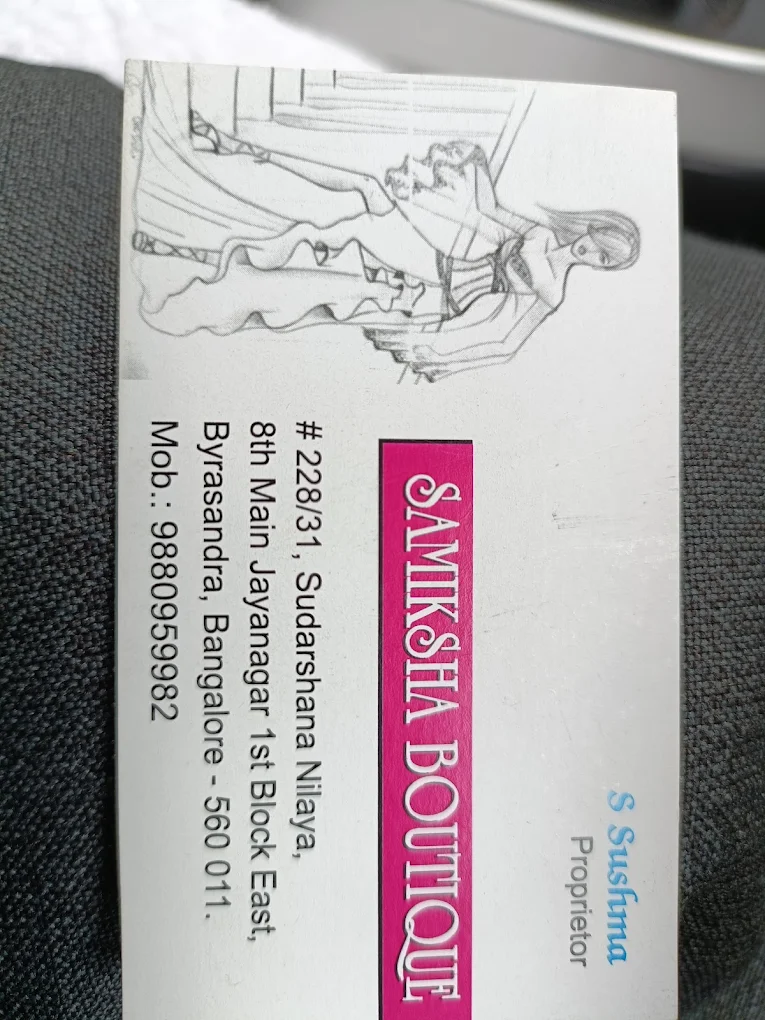 S Sushma
Proprietor
SAMIKSHA BOUTIQUE
# 228/31, Sudarshana Nilaya,
8th Main Jayanagar 1st Block East,
Byrasandra, Bangalore - 560 011.
Mob.: 9880959982